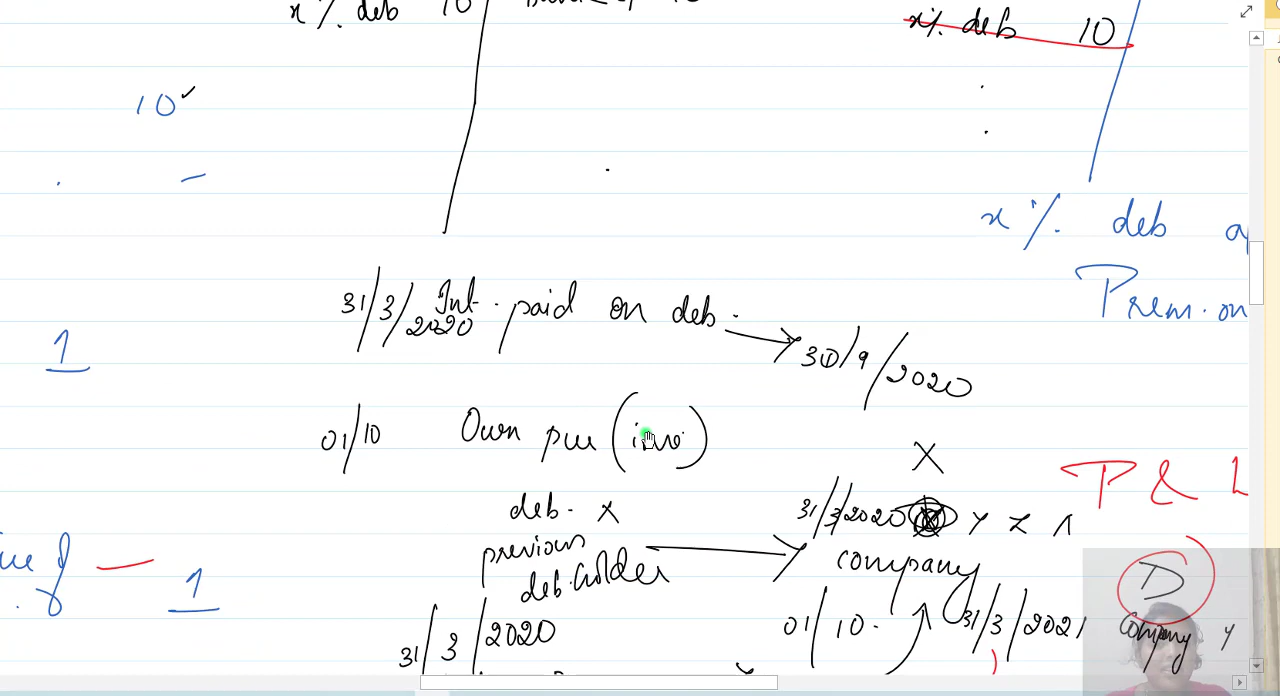 x % deb 10
x% deb 10
10
x % deb
Prem. on
31/3/2020 Int. paid on deb. 30/9/2020
1
01/10 Own pur (inv)
X
P & L
deb. X
31/3/2020 Y Z A
previous
company
deb. holder
D
1
31/3/2020
01/10.
31/3/2021
Company Y